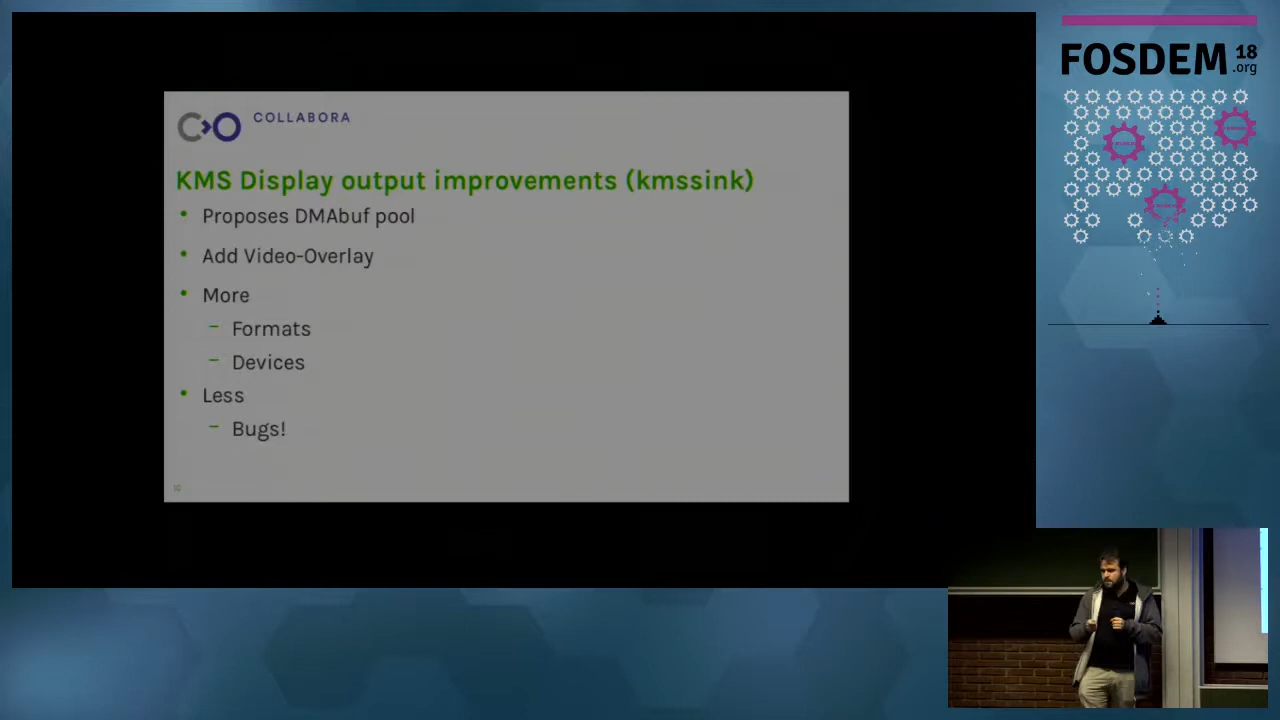 COLLABORA
KMS Display output improvements (kmssink)
• Proposes DMAbuf pool
• Add Video-Overlay
• More
– Formats
– Devices
• Less
– Bugs!
FOSDEM 18
.org